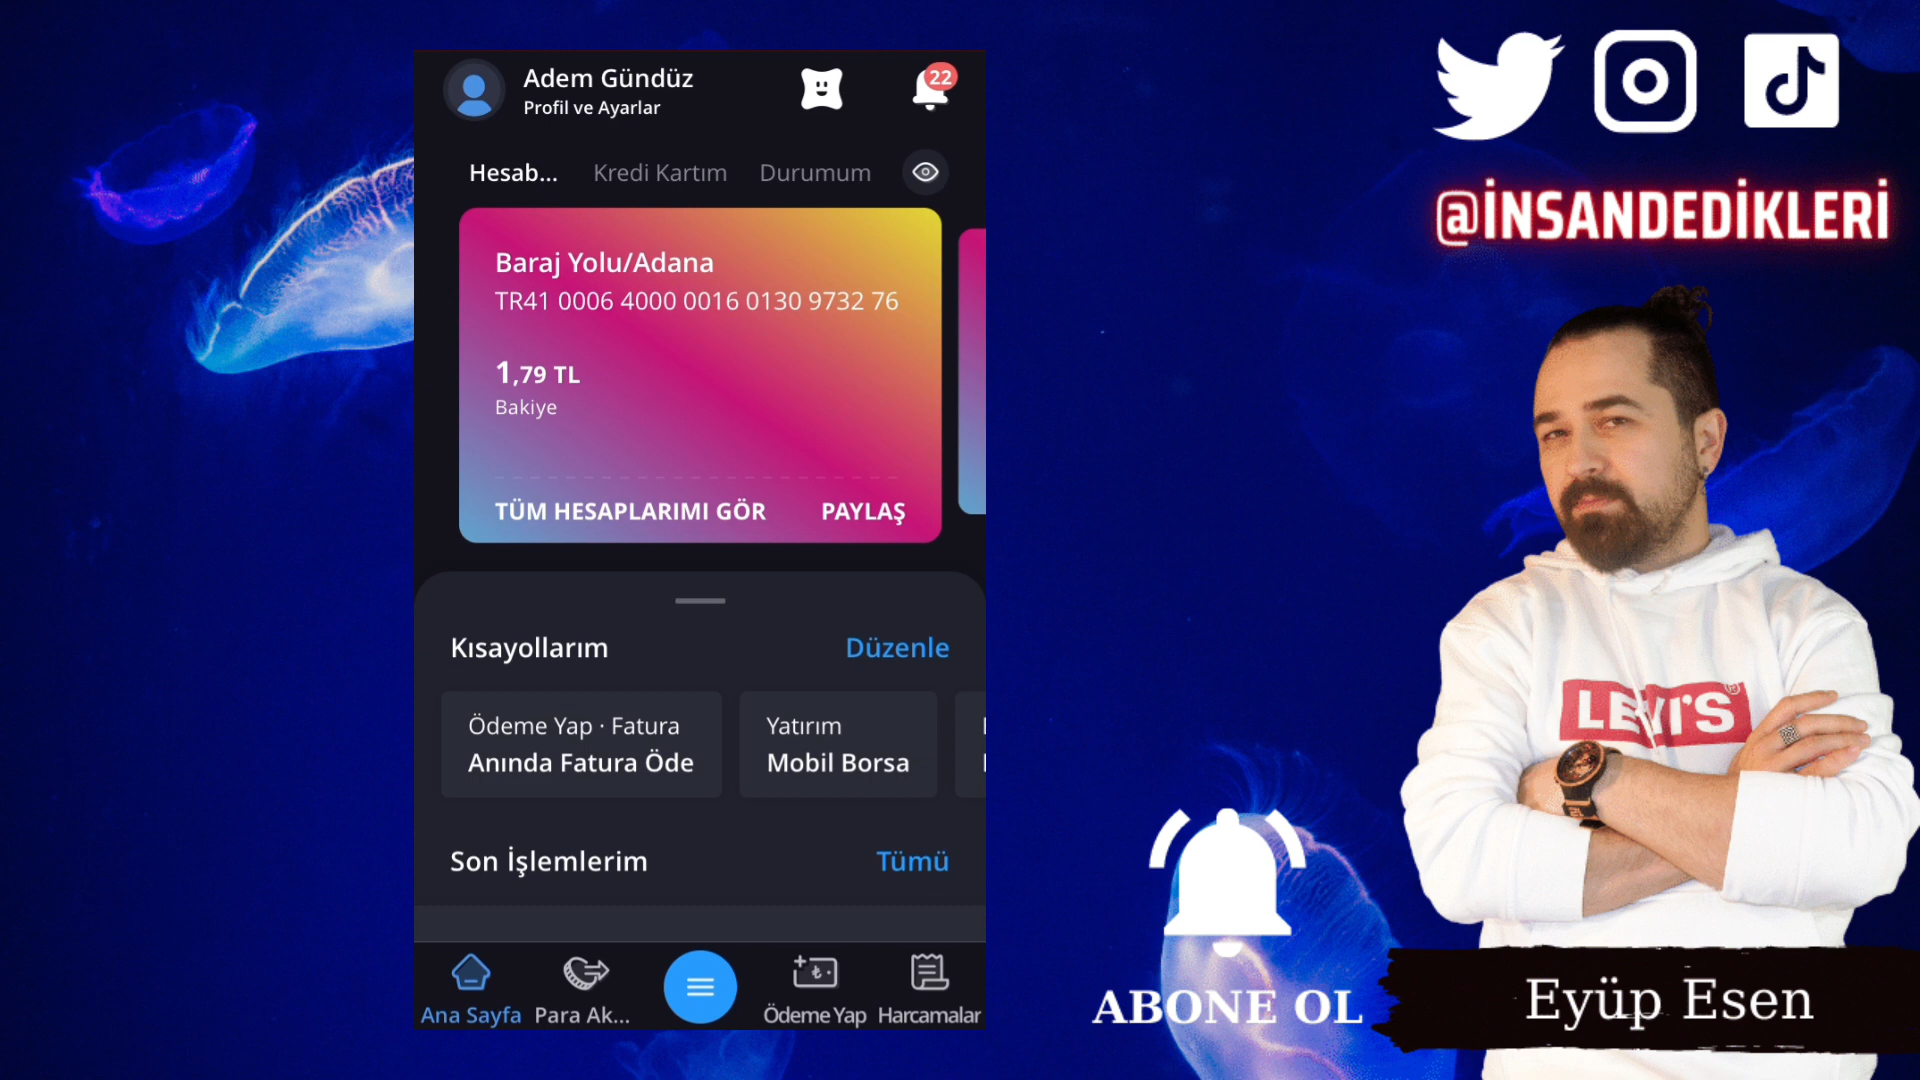 Adem Gündüz
Profil ve Ayarlar
22
Hesab...
Kredi Kartım
Durumum
Baraj Yolu/Adana
TR41 0006 4000 0016 0130 9732 76
1,79 TL
Bakiye
TÜM HESAPLARIMI GÖR
PAYLAŞ
Kısayollarım
Düzenle
Ödeme Yap · Fatura
Anında Fatura Öde
Yatırım
Mobil Borsa
Son İşlemlerim
Tümü
Ana Sayfa
Para Ak...
Ödeme Yap
Harcamalar
@İNSANDEDİKLERİ
LEVI'S
ABONE OL
Eyüp Esen